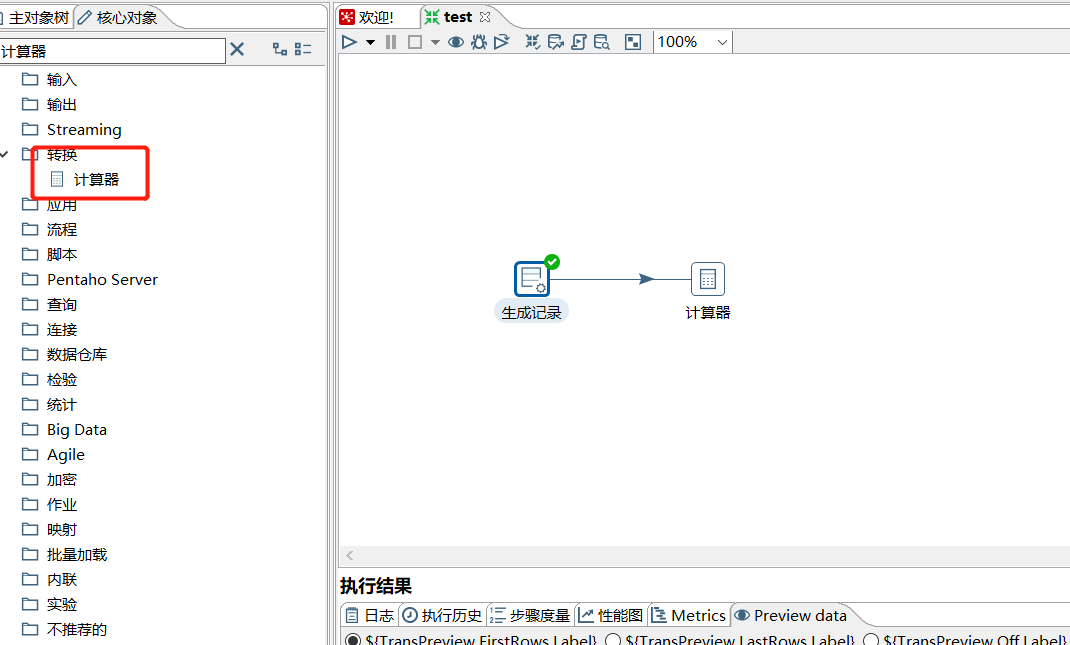 主对象树 核心对象
计算器
输入
输出
Streaming
转换
计算器
应用
流程
脚本
Pentaho Server
查询
连接
数据仓库
检验
统计
Big Data
Agile
加密
作业
映射
批量加载
内联
实验
不推荐的
欢迎! test
100%
生成记录 计算器
执行结果
日志 执行历史 步骤度量 性能图 Metrics Preview data
${TransPreview.FirstRows.Label} ${TransPreview.LastRows.Label} ${TransPreview.Off.Label}